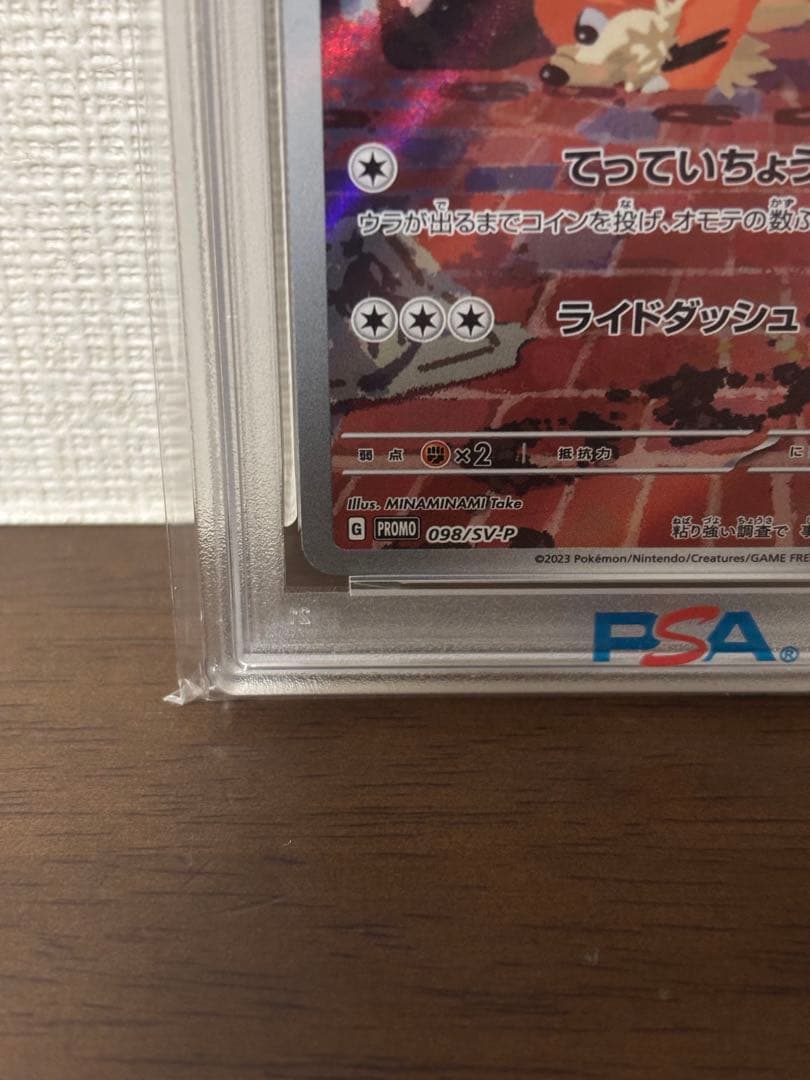 てっていちょう
ウラが出るまでコインを投げ、オモテの数ぶ
ライドダッシュ
弱点 ×2 抵抗力 に
Illus. MINAMINAMI Take
G PROMO 098/SV-P
粘り強い調査で
©2023 Pokémon/Nintendo/Creatures/GAME FRE
PSA®